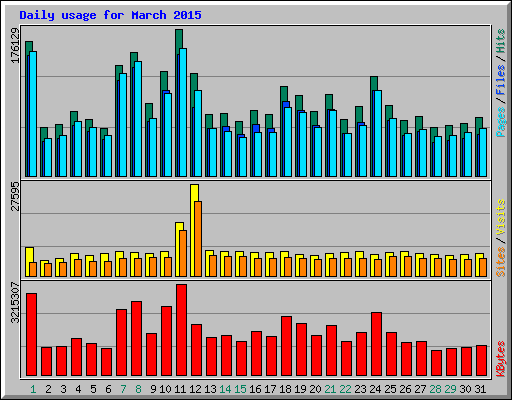 Daily usage for March 2015
176129
Pages / Files / Hits
27595
Sites / Visits
3215307
KBytes
1 2 3 4 5 6 7 8 9 10 11 12 13 14 15 16 17 18 19 20 21 22 23 24 25 26 27 28 29 30 31